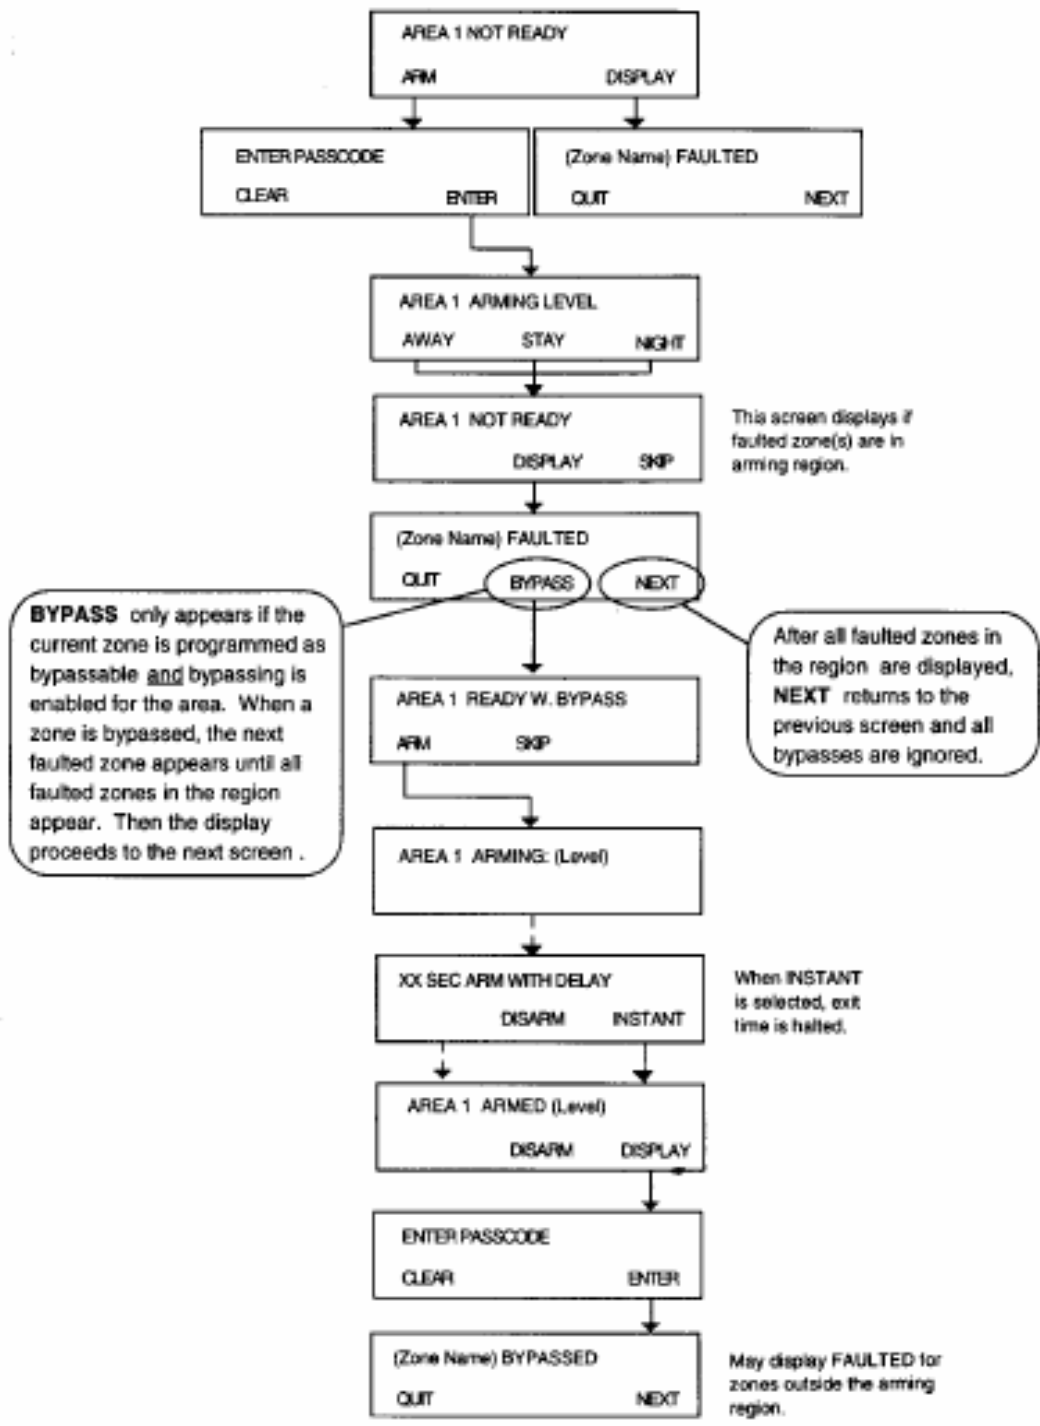 AREA 1 NOT READY
ARM DISPLAY
ENTER PASSCODE
CLEAR ENTER
(Zone Name) FAULTED
QUIT NEXT
AREA 1 ARMING LEVEL
AWAY STAY NIGHT
AREA 1 NOT READY
DISPLAY SKIP
This screen displays if
faulted zone(s) are in
arming region.
(Zone Name) FAULTED
QUIT BYPASS NEXT
BYPASS only appears if the
current zone is programmed as
bypassable and bypassing is
enabled for the area. When a
zone is bypassed, the next
faulted zone appears until all
faulted zones in the region
appear. Then the display
proceeds to the next screen .
After all faulted zones in
the region are displayed,
NEXT returns to the
previous screen and all
bypasses are ignored.
AREA 1 READY W. BYPASS
ARM SKIP
AREA 1 ARMING: (Level)
XX SEC ARM WITH DELAY
DISARM INSTANT
When INSTANT
is selected, exit
time is halted.
AREA 1 ARMED (Level)
DISARM DISPLAY
ENTER PASSCODE
CLEAR ENTER
(Zone Name) BYPASSED
QUIT NEXT
May display FAULTED for
zones outside the arming
region.